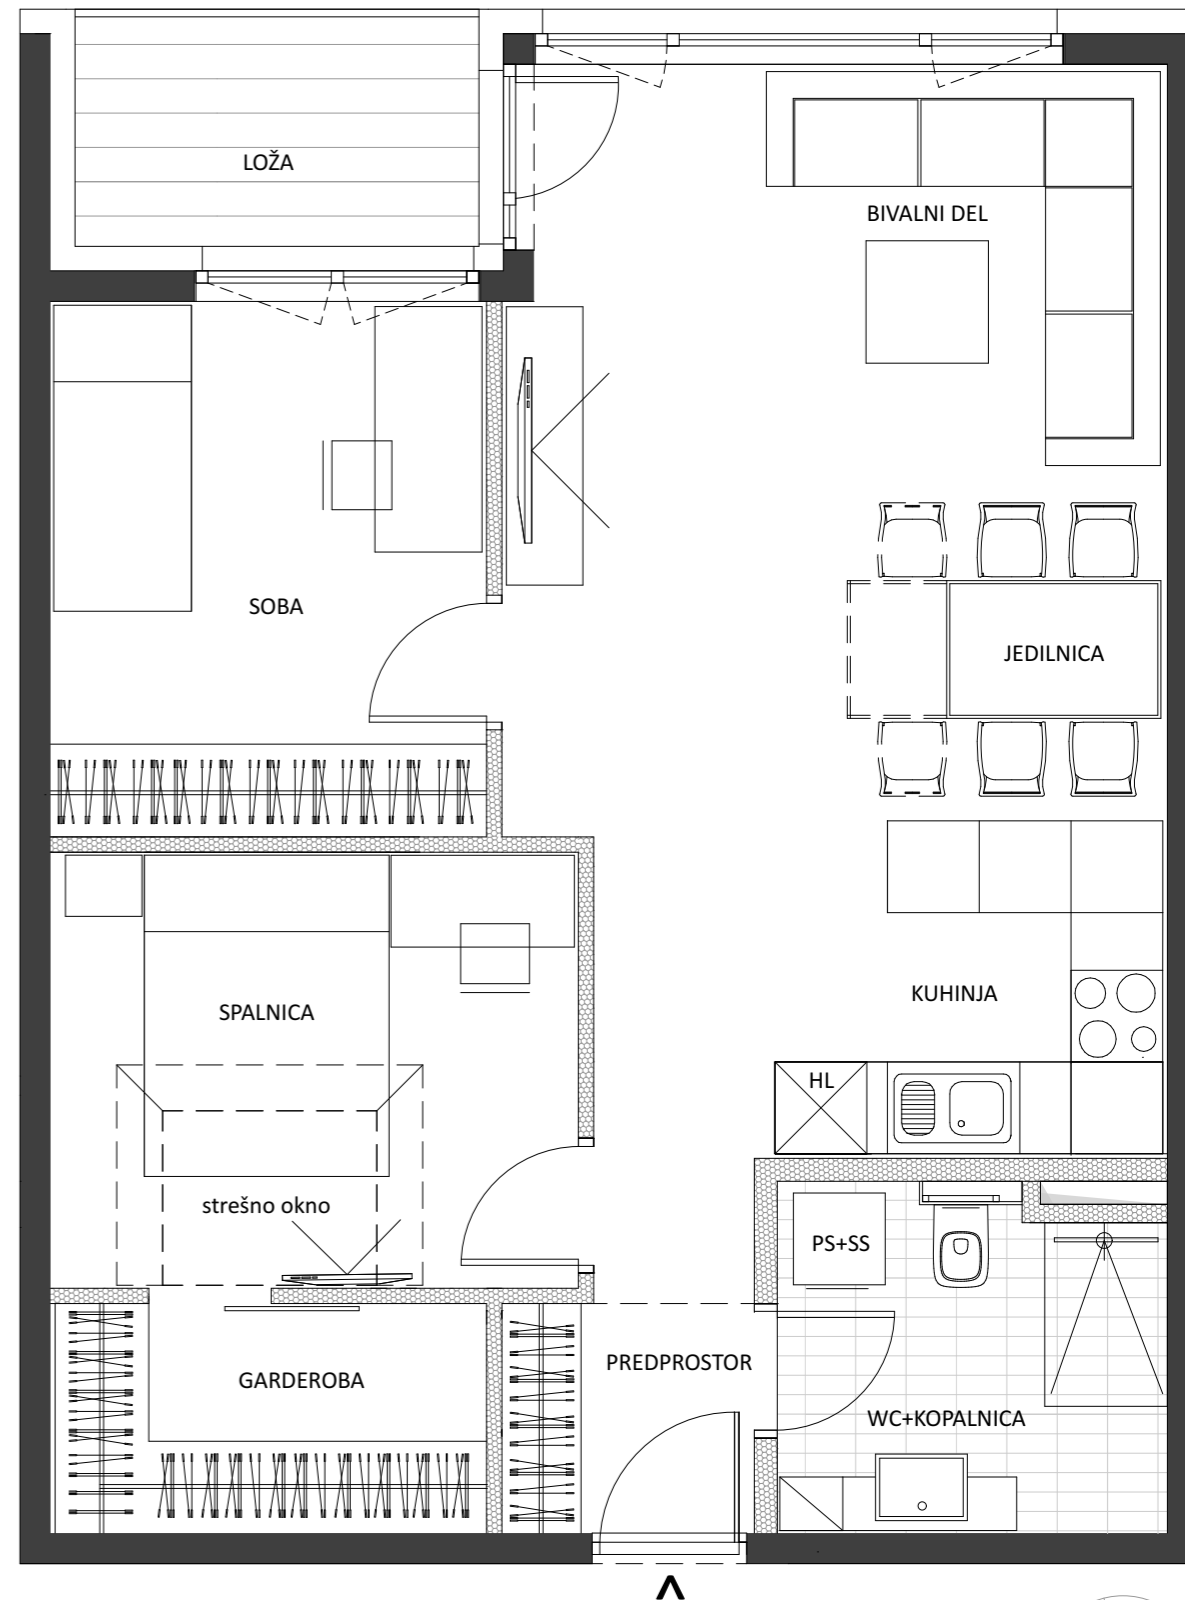 LOŽA
BIVALNI DEL
SOBA
JEDILNICA
KUHINJA
SPALNICA
HL
strešno okno
PS+SS
PREDPROSTOR
GARDEROBA
WC+KOPALNICA